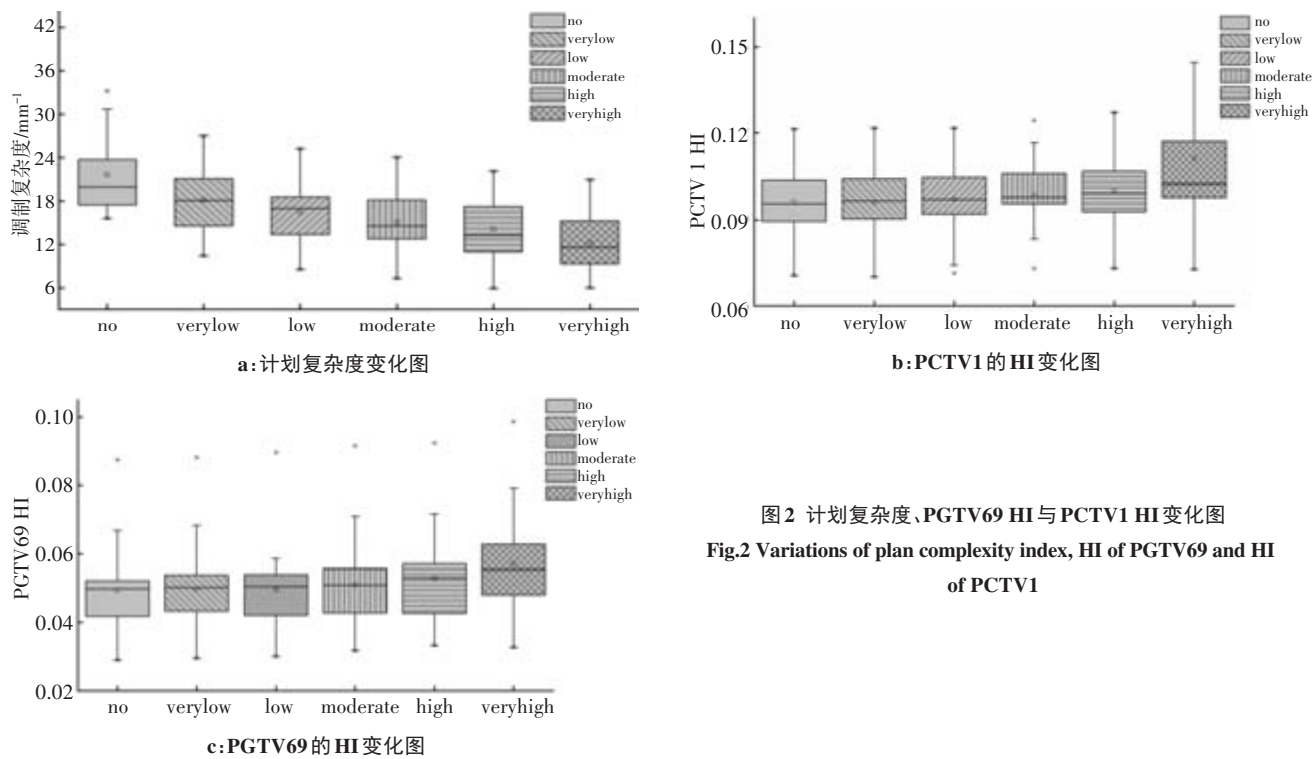 42
36
30
24
18
12
6
调制复杂度/mm⁻¹
no
verylow
low
moderate
high
veryhigh
no verylow low moderate high veryhigh
a:计划复杂度变化图
0.15
0.12
0.09
0.06
PCTV 1 HI
no
verylow
low
moderate
high
veryhigh
no verylow low moderate high veryhigh
b:PCTV1的HI变化图
0.10
0.08
0.06
0.04
0.02
PGTV69 HI
no
verylow
low
moderate
high
veryhigh
no verylow low moderate high veryhigh
c:PGTV69的HI变化图
图2 计划复杂度、PGTV69 HI与PCTV1 HI变化图
Fig.2 Variations of plan complexity index, HI of PGTV69 and HI
of PCTV1